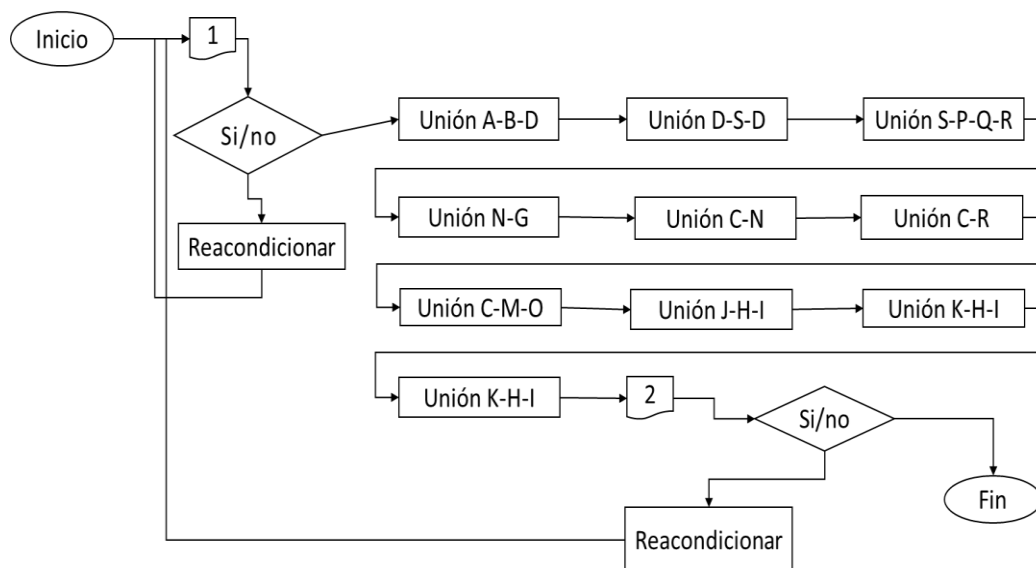 Inicio
1
Si/no
Unión A-B-D
Unión D-S-D
Unión S-P-Q-R
Reacondicionar
Unión N-G
Unión C-N
Unión C-R
Unión C-M-O
Unión J-H-I
Unión K-H-I
Unión K-H-I
2
Si/no
Fin
Reacondicionar